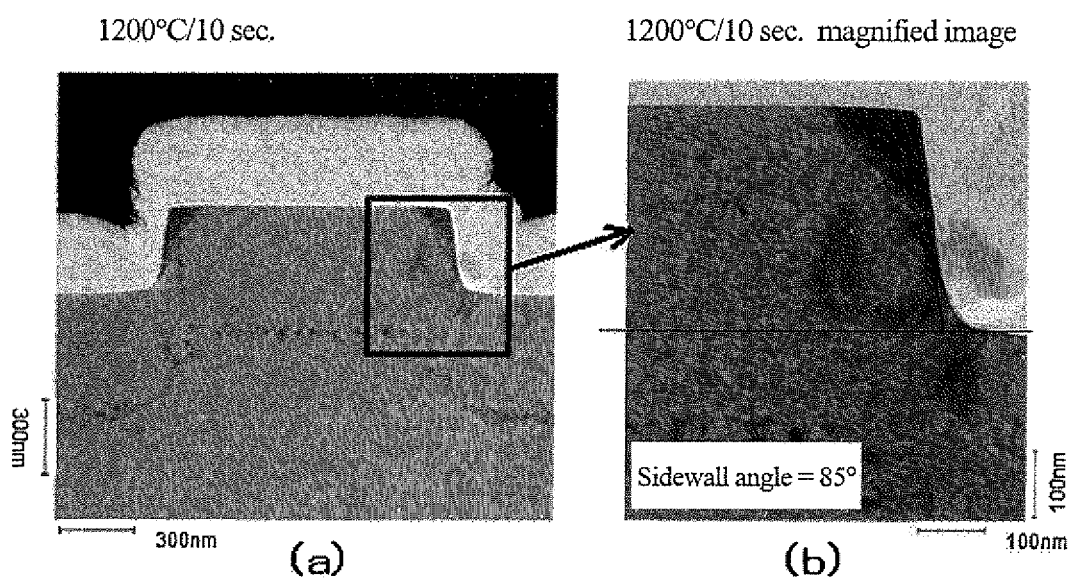 1200°C/10 sec.
1200°C/10 sec. magnified image
300nm
300nm
(a)
Sidewall angle = 85°
100nm
100nm
(b)